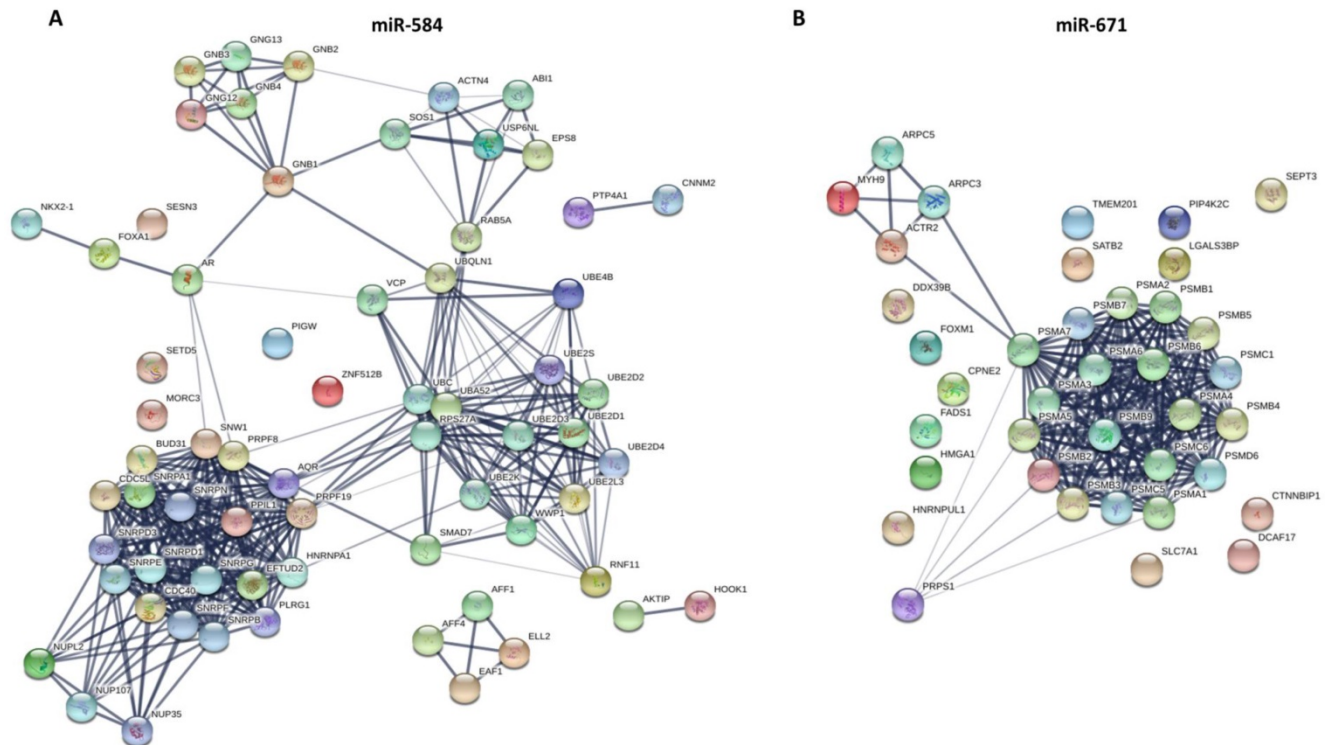 A
miR-584
B
miR-671
GNG13
GNB3
GNB2
GNB4
GNG12
GNB1
ACTN4
ABI1
SOS1
USP6NL
EPS8
RAB5A
PTP4A1
CNNM2
NKX2-1
SESN3
FOXA1
AR
UBQLN1
VCP
UBE4B
PIGW
SETD5
ZNF512B
MORC3
UBE2S
UBC
UBA52
UBE2D2
RPS27A
UBE2D3
UBE2D1
UBE2D4
UBE2K
UBE2L3
WWP1
SNW1
PRPF8
BUD31
AQR
CDC5L
SNRPA1
SNRPN
PPIL1
PRPF19
SNRPD3
SNRPD1
SNRPE
SNRPG
EFTUD2
HNRNPA1
CDC40
SNRPF
SNRPB
PLRG1
SMAD7
RNF11
NUPL2
NUP107
NUP35
AFF1
AFF4
ELL2
EAF1
AKTIP
HOOK1
ARPC5
MYH9
ARPC3
ACTR2
SEPT3
TMEM201
PIP4K2C
SATB2
LGALS3BP
DDX39B
PSMA2
PSMB1
PSMB7
PSMB5
FOXM1
PSMA7
PSMA6
PSMB6
PSMC1
CPNE2
PSMA3
PSMA4
PSMB4
FADS1
PSMA5
PSMB9
HMGA1
PSMB2
PSMC6
PSMD6
PSMB3
PSMC5
PSMA1
HNRNPUL1
CTNNBIP1
DCAF17
SLC7A1
PRPS1